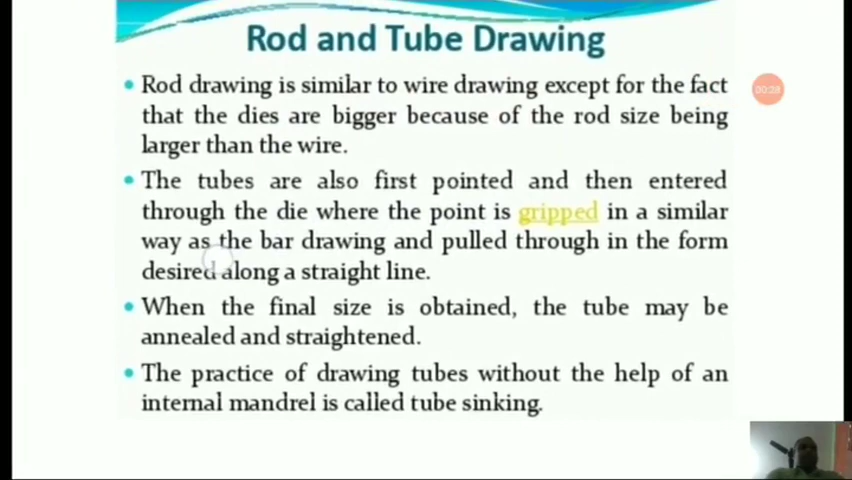 Rod and Tube Drawing
Rod drawing is similar to wire drawing except for the fact
that the dies are bigger because of the rod size being
larger than the wire.
The tubes are also first pointed and then entered
through the die where the point is gripped in a similar
way as the bar drawing and pulled through in the form
desired along a straight line.
When the final size is obtained, the tube may be
annealed and straightened.
The practice of drawing tubes without the help of an
internal mandrel is called tube sinking.
00:28